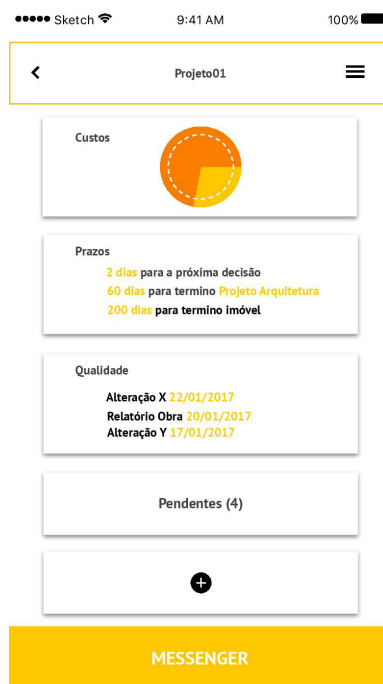 Sketch 9:41 AM 100%
Projeto01
Custos
Prazos
2 dias para a próxima decisão
60 dias para termino Projeto Arquitetura
200 dias para termino imóvel
Qualidade
Alteração X 22/01/2017
Relatório Obra 20/01/2017
Alteração Y 17/01/2017
Pendentes (4)
MESSENGER